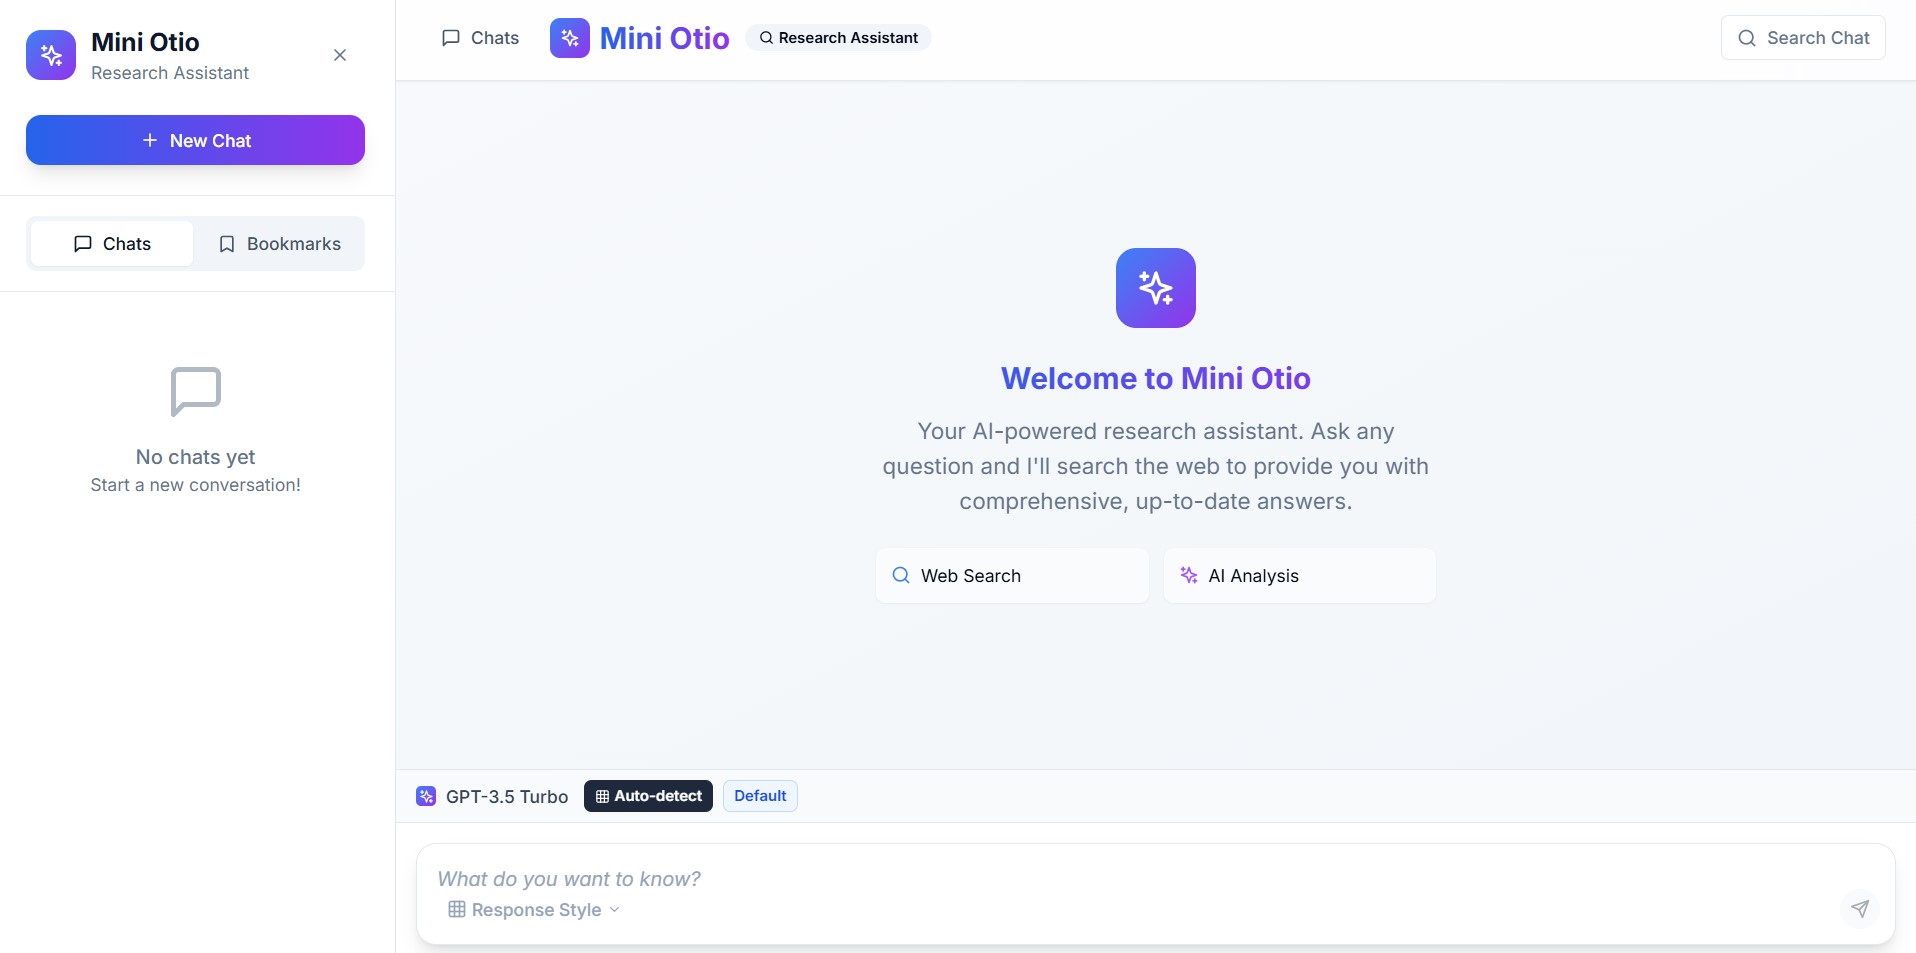 Mini Otio
Research Assistant
New Chat
Chats
Bookmarks
No chats yet
Start a new conversation!
Chats
Mini Otio
Research Assistant
Search Chat
Welcome to Mini Otio
Your AI-powered research assistant. Ask any
question and I'll search the web to provide you with
comprehensive, up-to-date answers.
Web Search
AI Analysis
GPT-3.5 Turbo
Auto-detect
Default
What do you want to know?
Response Style